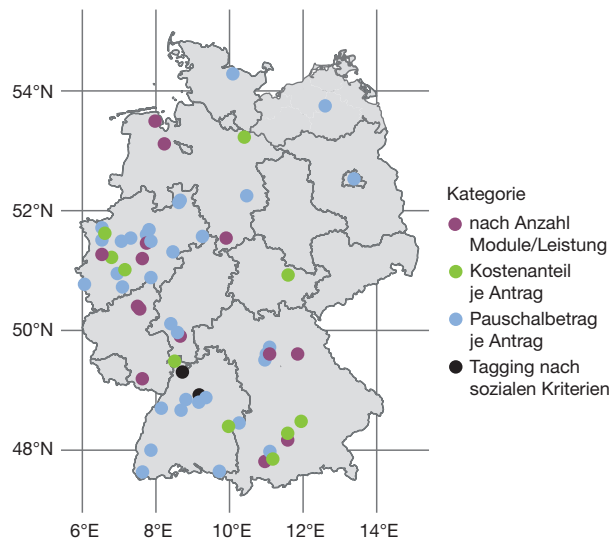 54°N
52°N
50°N
48°N
6°E
8°E
10°E
12°E
14°E
Kategorie
nach Anzahl
Module/Leistung
Kostenanteil
je Antrag
Pauschalbetrag
je Antrag
Tagging nach
sozialen Kriterien